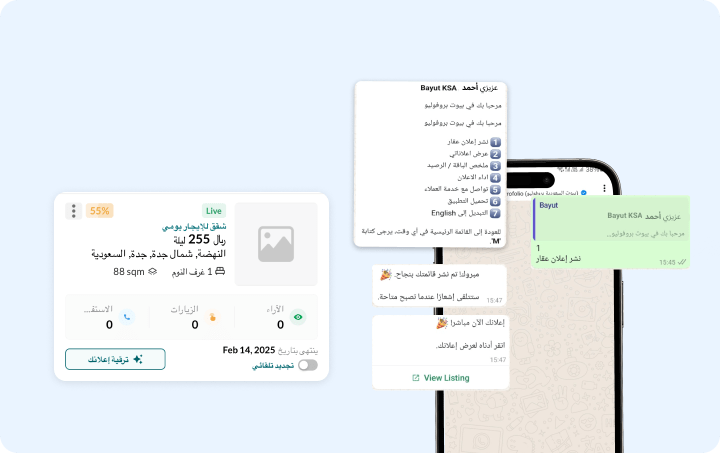 عزيزي أحمد Bayut KSA
مرحبا بك في بيوت بروفوليو
مرحبا بك في بيوت بروفوليو
1 نشر إعلان عقار
2 عرض اعلاناتي
3 ملخص الباقة / الرصيد
4 اداء الاعلان
5 تواصل مع خدمة العملاء
6 تحميل التطبيق
7 التبديل إلى English
للعودة إلى القائمة الرئيسية في أي وقت، يرجى كتابة
"M".
38
Bayut
عزيزي أحمد Bayut KSA
مرحبا بك في بيوت بروفوليو...
1
نشر إعلان عقار
15:45
مبروك! تم نشر قائمتك بنجاح. 🎉
ستتلقى إشعارًا عندما تصبح متاحة.
15:47
إعلانك الآن مباشر! 🎉
انقر أدناه لعرض إعلانك.
15:47
View Listing
55%
Live
شقق للايجار يومي
ريال 255 ليلة
النهضة, شمال جدة, جدة, السعودية
1 غرف النوم
88 sqm
الآراء
0
الزيارات
0
الاستفـ...
0
ينتهي بتاريخ Feb 14, 2025
تجديد تلقائي
ترقية إعلانك